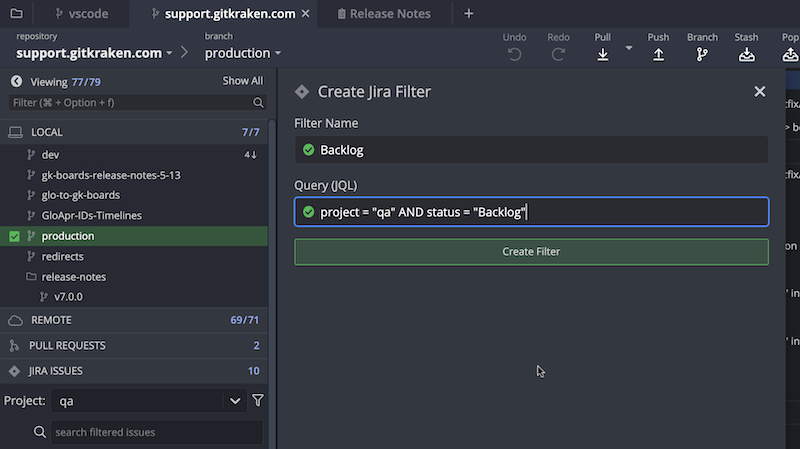 vscode
support.gitkraken.com
Release Notes
repository
support.gitkraken.com
branch
production
Undo
Redo
Pull
Push
Branch
Stash
Pop
Viewing 77/79
Show All
Filter (⌘ + Option + f)
LOCAL 7/7
dev 4↓
gk-boards-release-notes-5-13
glo-to-gk-boards
GloApr-IDs-Timelines
production
redirects
release-notes
v7.0.0
REMOTE 69/71
PULL REQUESTS 2
JIRA ISSUES 10
Project: qa
search filtered issues
Create Jira Filter
Filter Name
Backlog
Query (JQL)
project = "qa" AND status = "Backlog"
Create Filter
on
' in
' in